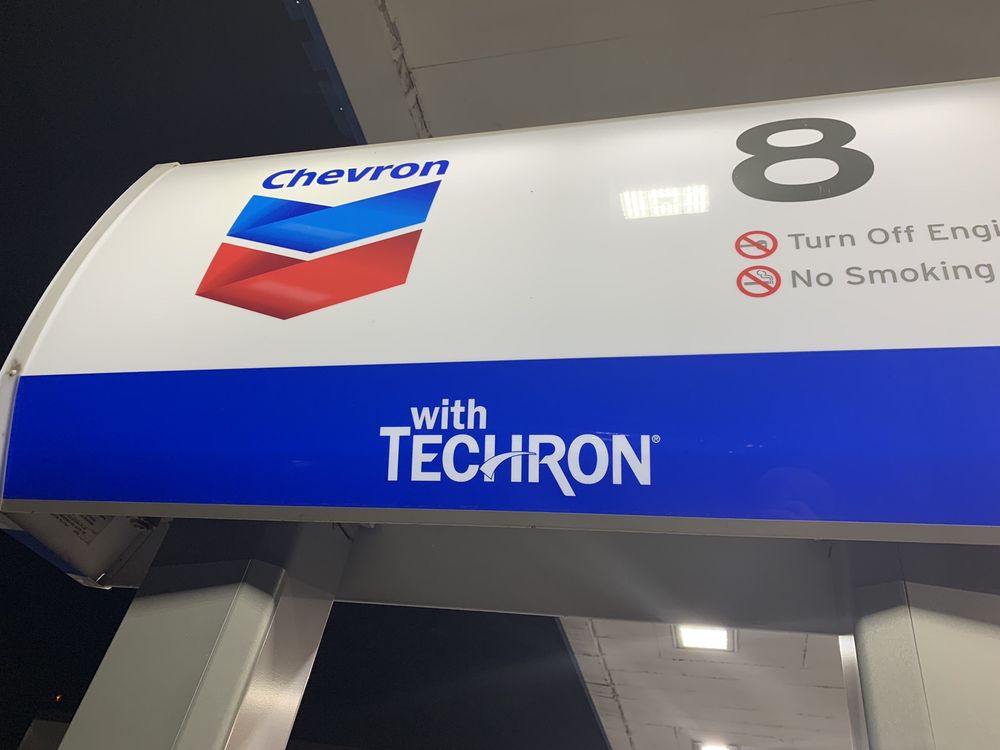 Chevron
8
Turn Off Engi
No Smoking
with
TECHRON®